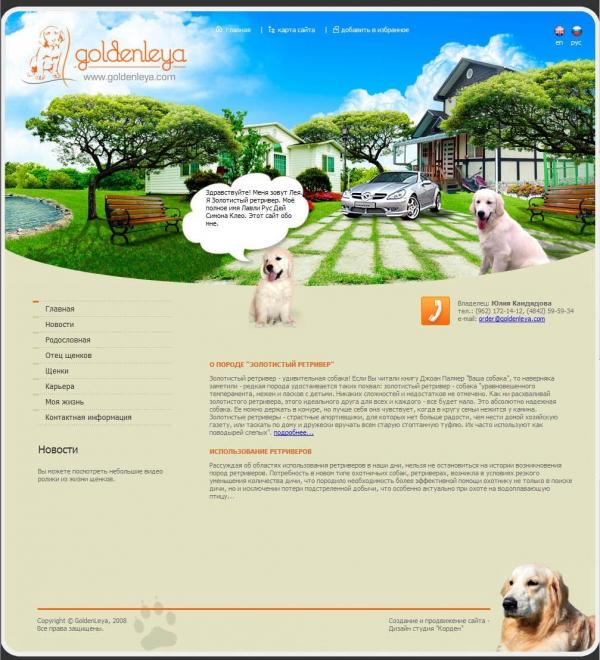 goldenleya
www.goldenleya.com
главная | карта сайта | добавить в избранное
en рус
Здравствуйте! Меня зовут Лея.
Я Золотистый ретривер. Моё
полное имя Лавли Рус Дей
Симона Клео. Этот сайт обо
мне.
Главная
Новости
Родословная
Отец щенков
Щенки
Карьера
Моя жизнь
Контактная информация
Новости
Вы можете посмотреть небольшие видео
ролики из жизни щенков.
Владелец: Юлия Кандядова
тел.: (962) 172-14-12, (4842) 59-59-34
e-mail: order@goldenleya.com
О ПОРОДЕ "ЗОЛОТИСТЫЙ РЕТРИВЕР"
Золотистый ретривер - удивительная собака! Если Вы читали книгу Джоан Палмер "Ваша собака", то наверняка
заметили - редкая порода удостаивается таких похвал: золотистый ретривер - собака "уравновешенного
темперамента, нежен и ласков с детьми. Никаких сложностей и недостатков не отмечено. Как ни расхваливай
золотистого ретривера, этого идеального друга для всех и каждого - все будет мало. Это абсолютно надежная
собака. Ее можно держать в конуре, но лучше себя она чувствует, когда в кругу семьи нежится у камина.
Золотистые ретриверы - страстные апортировщики, для которых нет больше радости, чем нести домой хозяйскую
газету, или таскать по дому и дружески вручать всем старую стоптанную туфлю. Их часто используют как
поводырей слепых". подробнее...
ИСПОЛЬЗОВАНИЕ РЕТРИВЕРОВ
Рассуждая об областях использования ретриверов в наши дни, нельзя не остановиться на истории возникновения
пород ретриверов. Потребность в новом типе охотничьих собак, ретриверах, возникла в условиях резкого
уменьшения количества дичи, что породило необходимость более эффективной помощи охотнику не только в поиске
дичи, но и исключении потери подстреленной добычи, что особенно актуально при охоте на водоплавающую
птицу...
Copyright © GoldenLeya, 2008
Все права защищены.
Создание и продвижение сайта -
Дизайн студия "Корден"